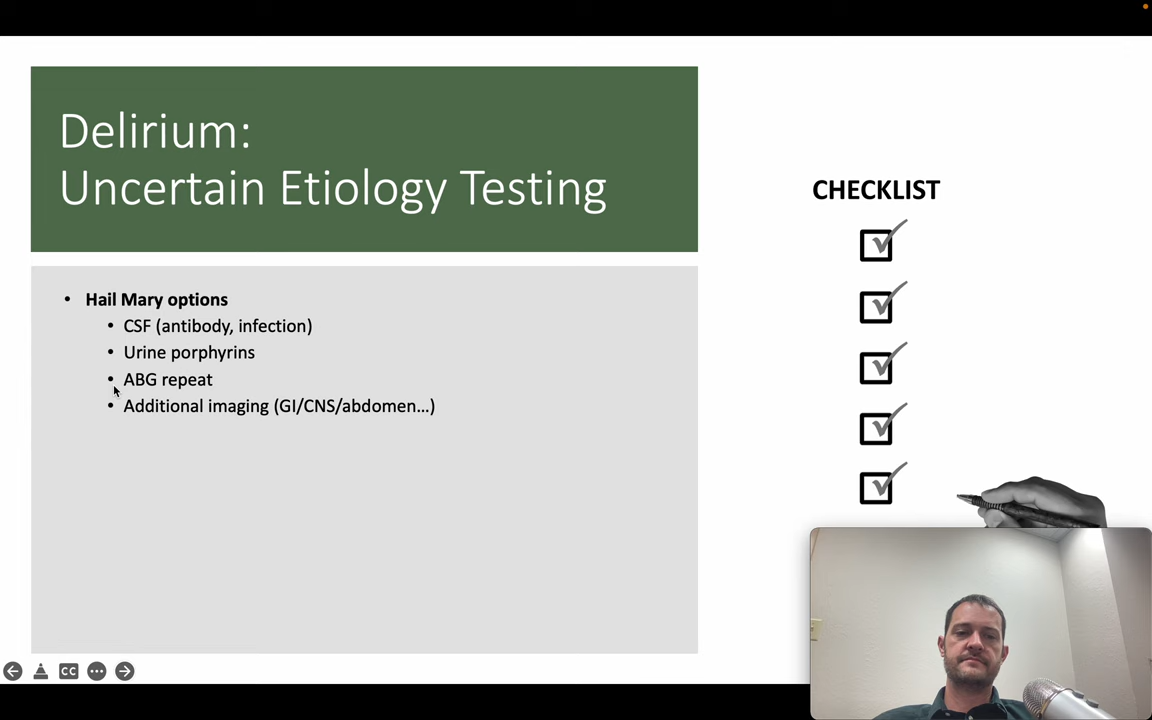 Delirium:
Uncertain Etiology Testing
CHECKLIST
• Hail Mary options
• CSF (antibody, infection)
• Urine porphyrins
• ABG repeat
• Additional imaging (GI/CNS/abdomen...)
CC